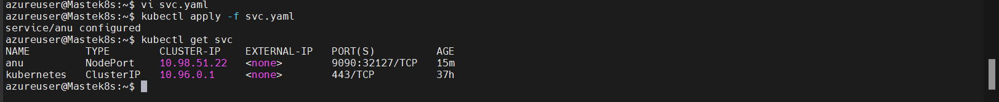 azureuser@Mastek8s:~$ vi svc.yaml
azureuser@Mastek8s:~$ kubectl apply -f svc.yaml
service/anu configured
azureuser@Mastek8s:~$ kubectl get svc
NAME         TYPE        CLUSTER-IP    EXTERNAL-IP   PORT(S)          AGE
anu          NodePort    10.98.51.22   <none>        9090:32127/TCP   15m
kubernetes   ClusterIP   10.96.0.1     <none>        443/TCP          37h
azureuser@Mastek8s:~$